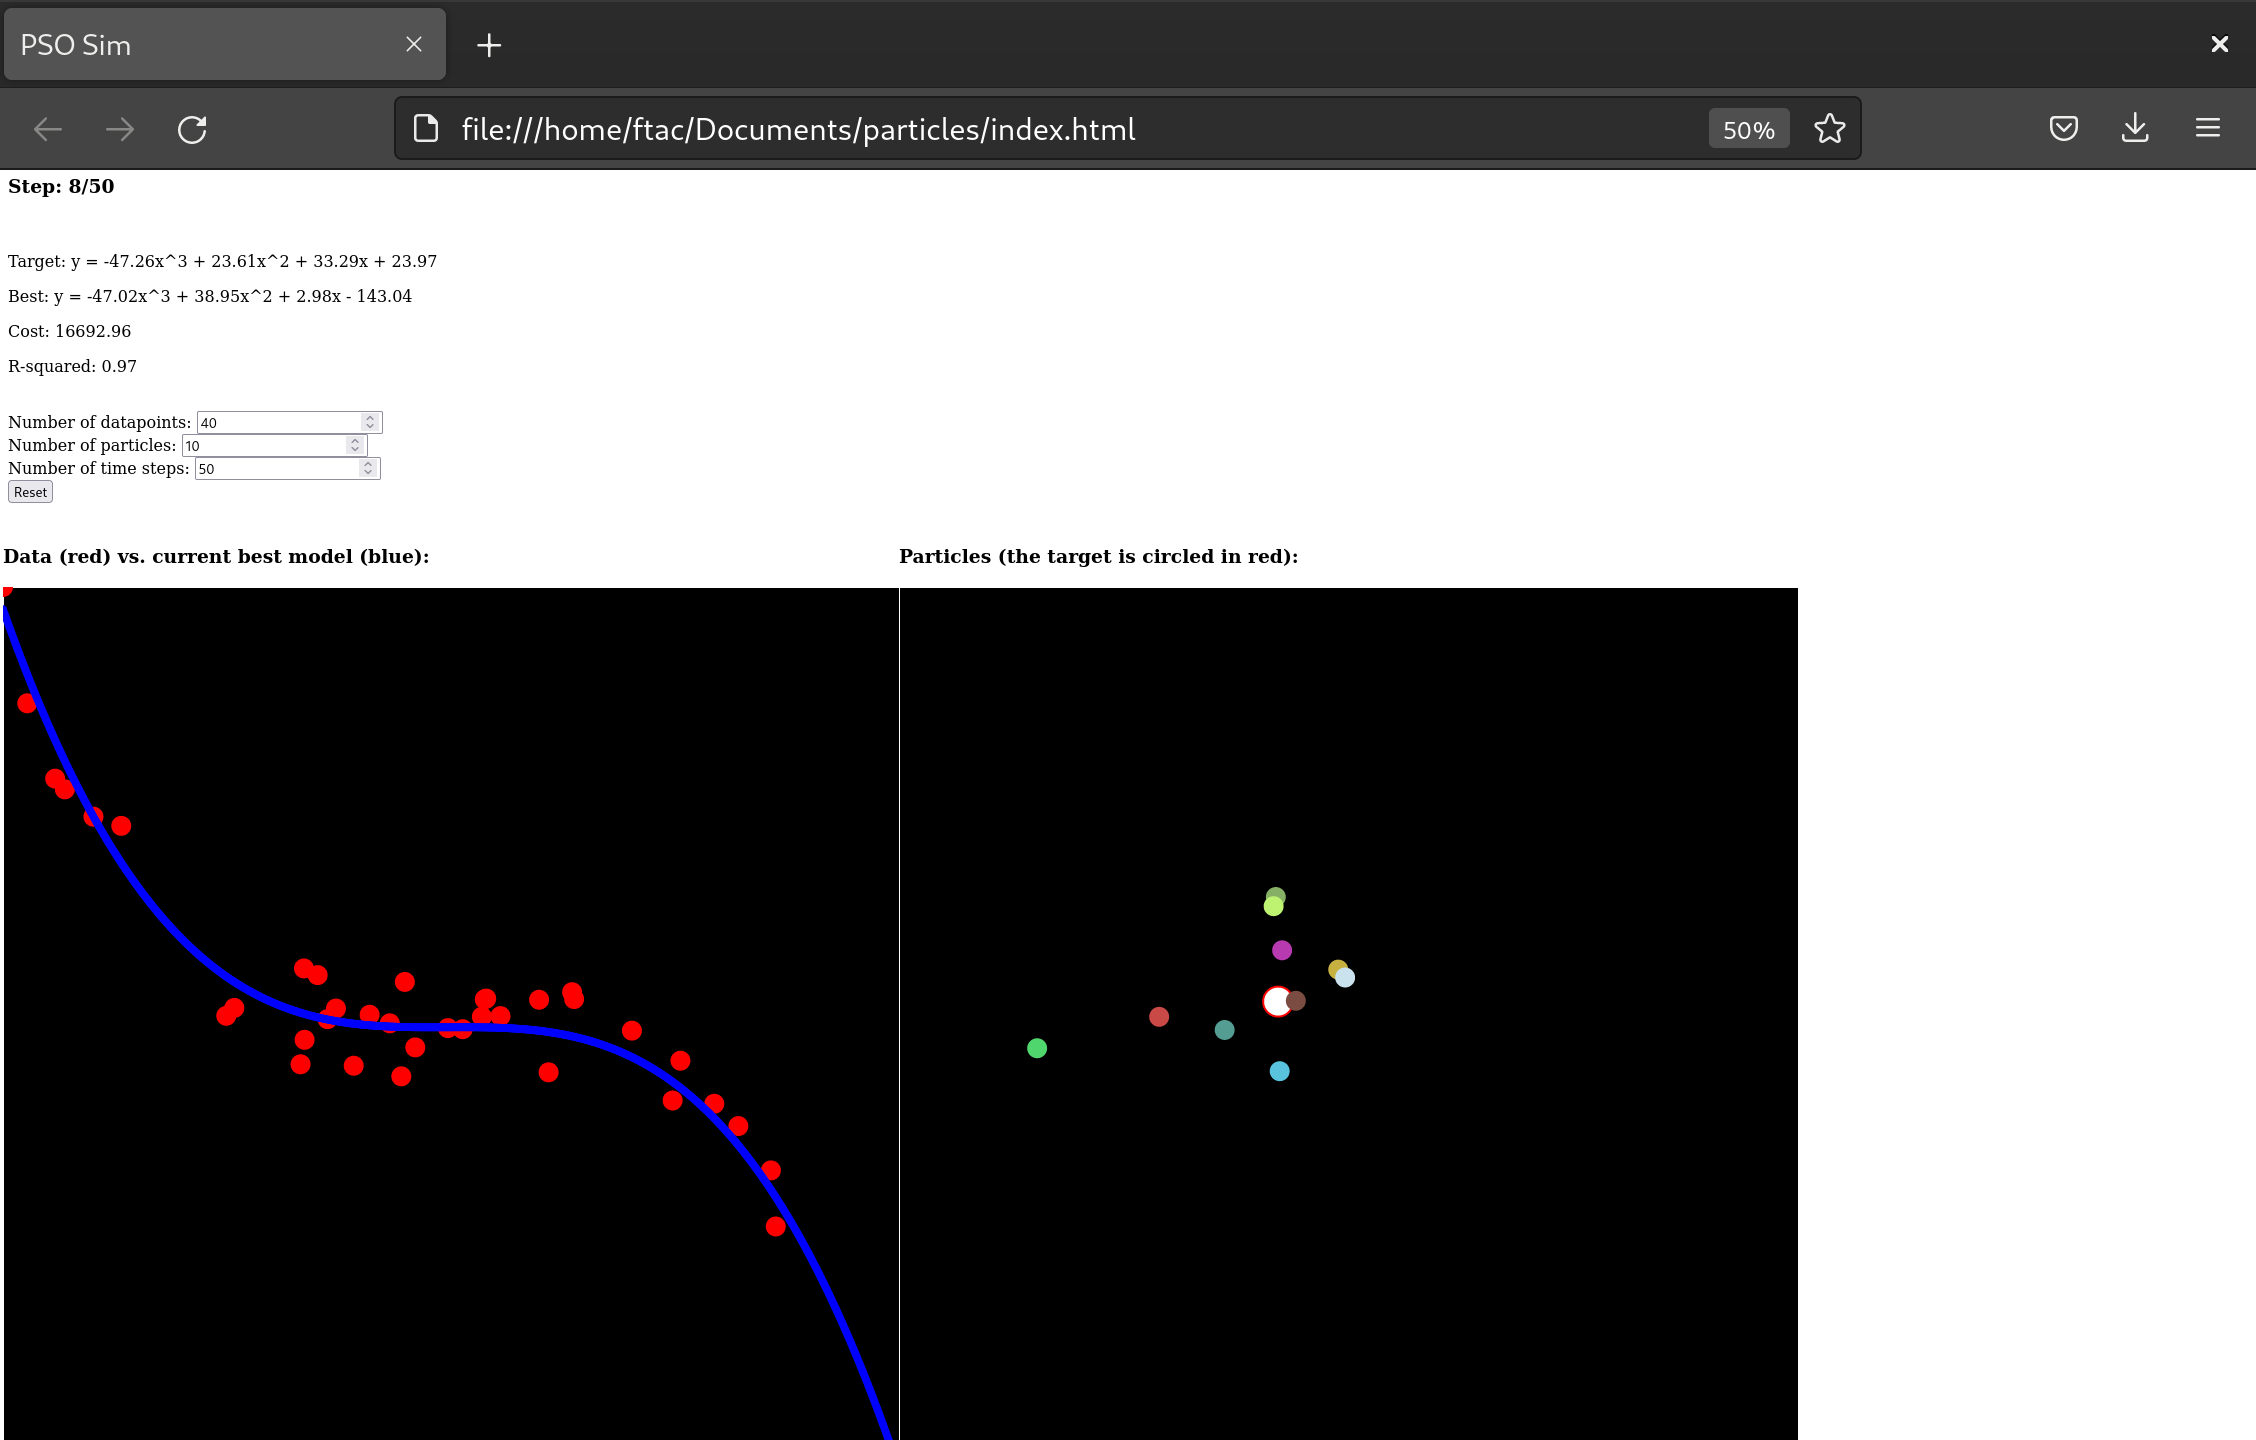 PSO Sim
file:///home/ftac/Documents/particles/index.html
50%
Step: 8/50
Target: y = -47.26x^3 + 23.61x^2 + 33.29x + 23.97
Best: y = -47.02x^3 + 38.95x^2 + 2.98x - 143.04
Cost: 16692.96
R-squared: 0.97
Number of datapoints: 40
Number of particles: 10
Number of time steps: 50
Reset
Data (red) vs. current best model (blue):
Particles (the target is circled in red):